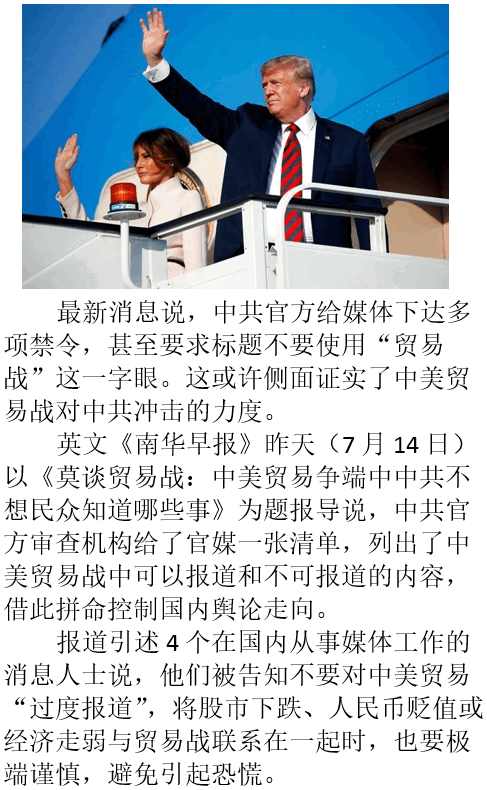 最新消息说，中共官方给媒体下达多
项禁令，甚至要求标题不要使用“贸易
战”这一字眼。这或许侧面证实了中美贸
易战对中共冲击的力度。
英文《南华早报》昨天（7 月 14 日）
以《莫谈贸易战：中美贸易争端中中共不
想民众知道哪些事》为题报导说，中共官
方审查机构给了官媒一张清单，列出了中
美贸易战中可以报道和不可报道的内容，
借此拼命控制国内舆论走向。
报道引述 4 个在国内从事媒体工作的
消息人士说，他们被告知不要对中美贸易
“过度报道”，将股市下跌、人民币贬值或
经济走弱与贸易战联系在一起时，也要极
端谨慎，避免引起恐慌。